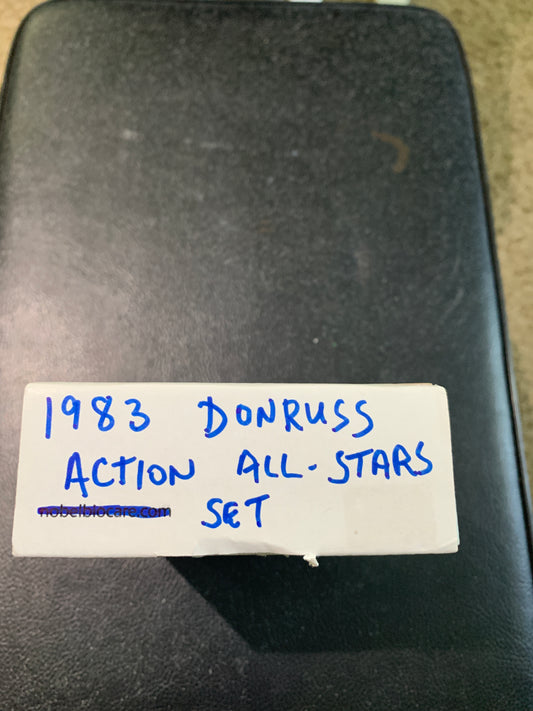 1983 DONRUSS
ACTION ALL-STARS
nobelbiocare.com SET